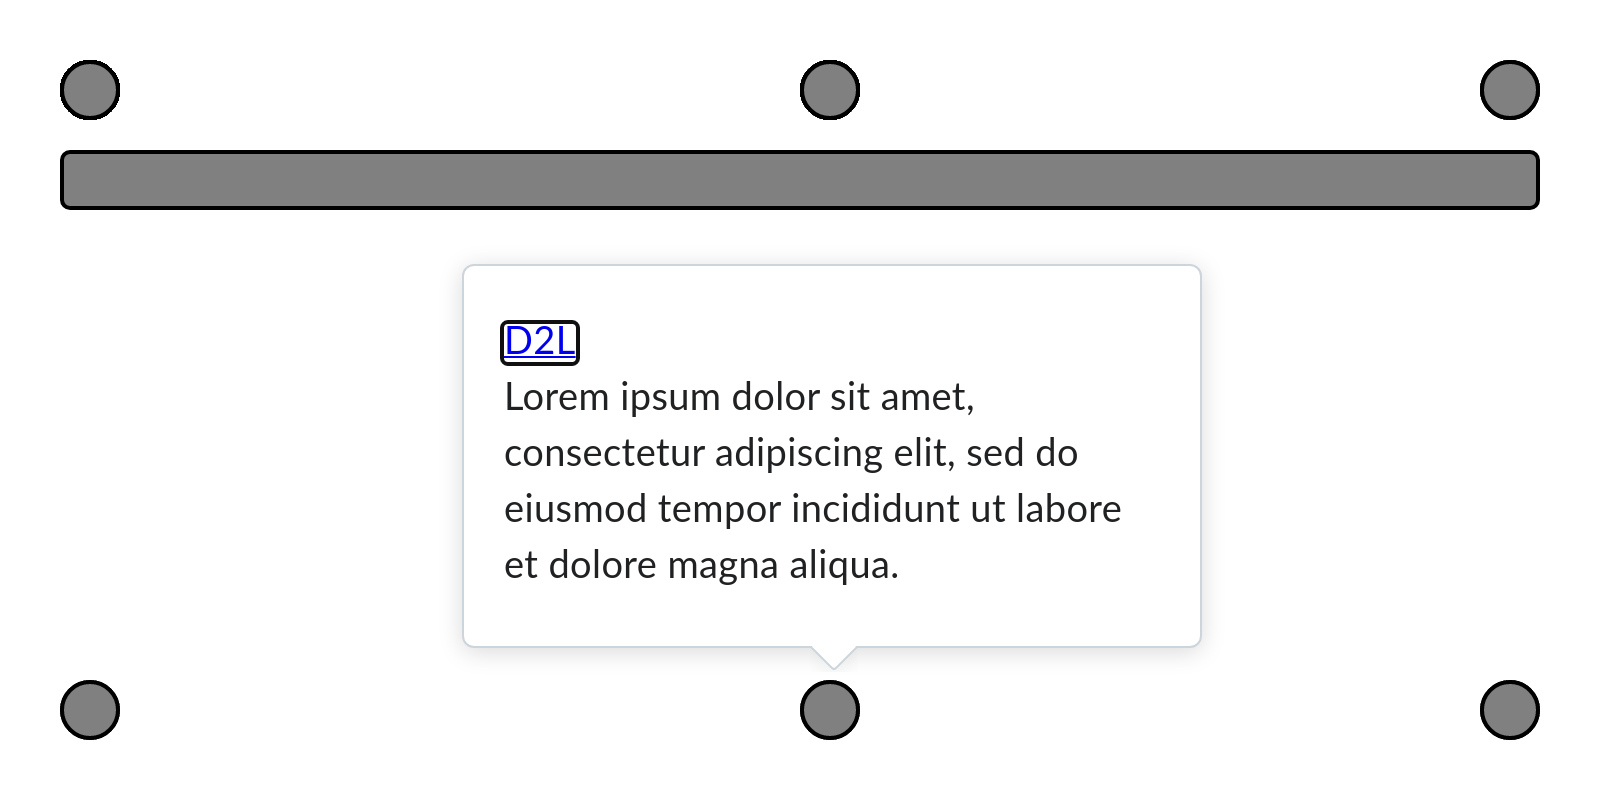 D2L
Lorem ipsum dolor sit amet,
consectetur adipiscing elit, sed do
eiusmod tempor incididunt ut labore
et dolore magna aliqua.